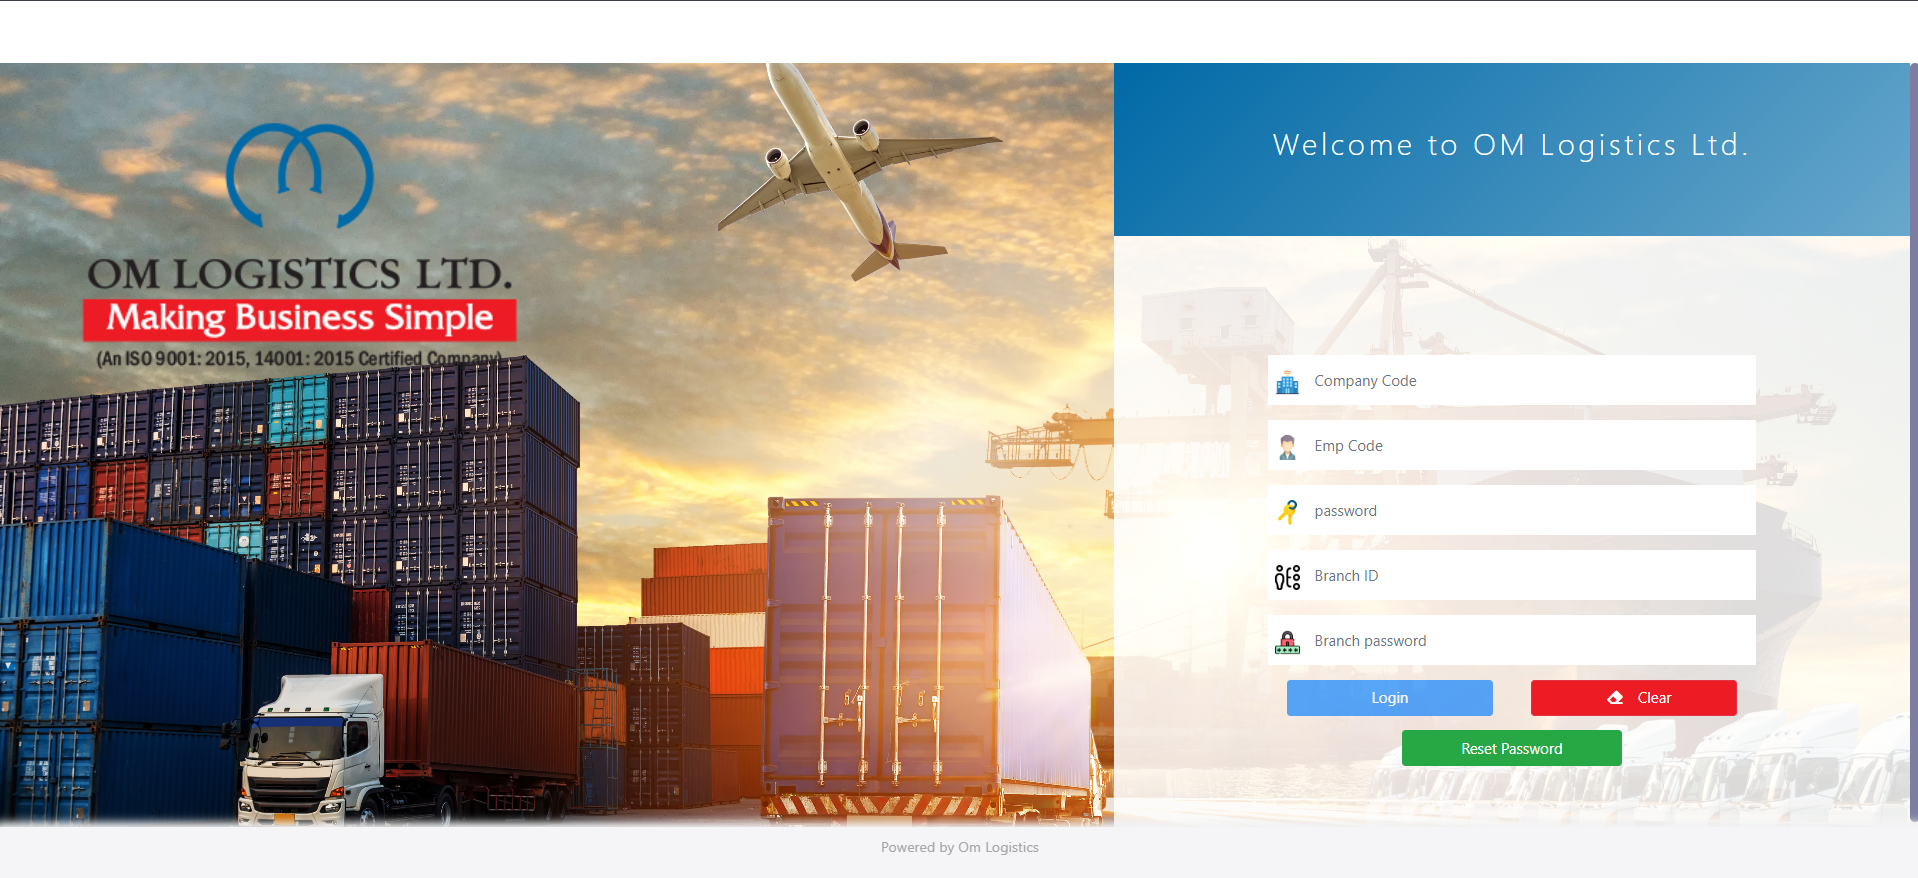 OM LOGISTICS LTD.
Making Business Simple
(An ISO 9001: 2015, 14001: 2015 Certified Company)
Welcome to OM Logistics Ltd.
Company Code
Emp Code
password
Branch ID
Branch password
Login
Clear
Reset Password
Powered by Om Logistics